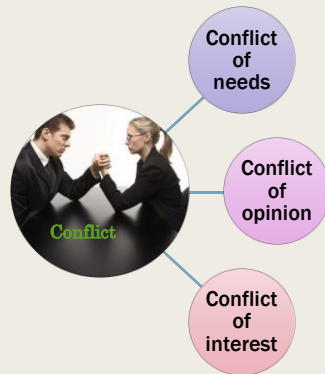 Conflict
of
needs
Conflict
of
opinion
Conflict
Conflict
of
interest